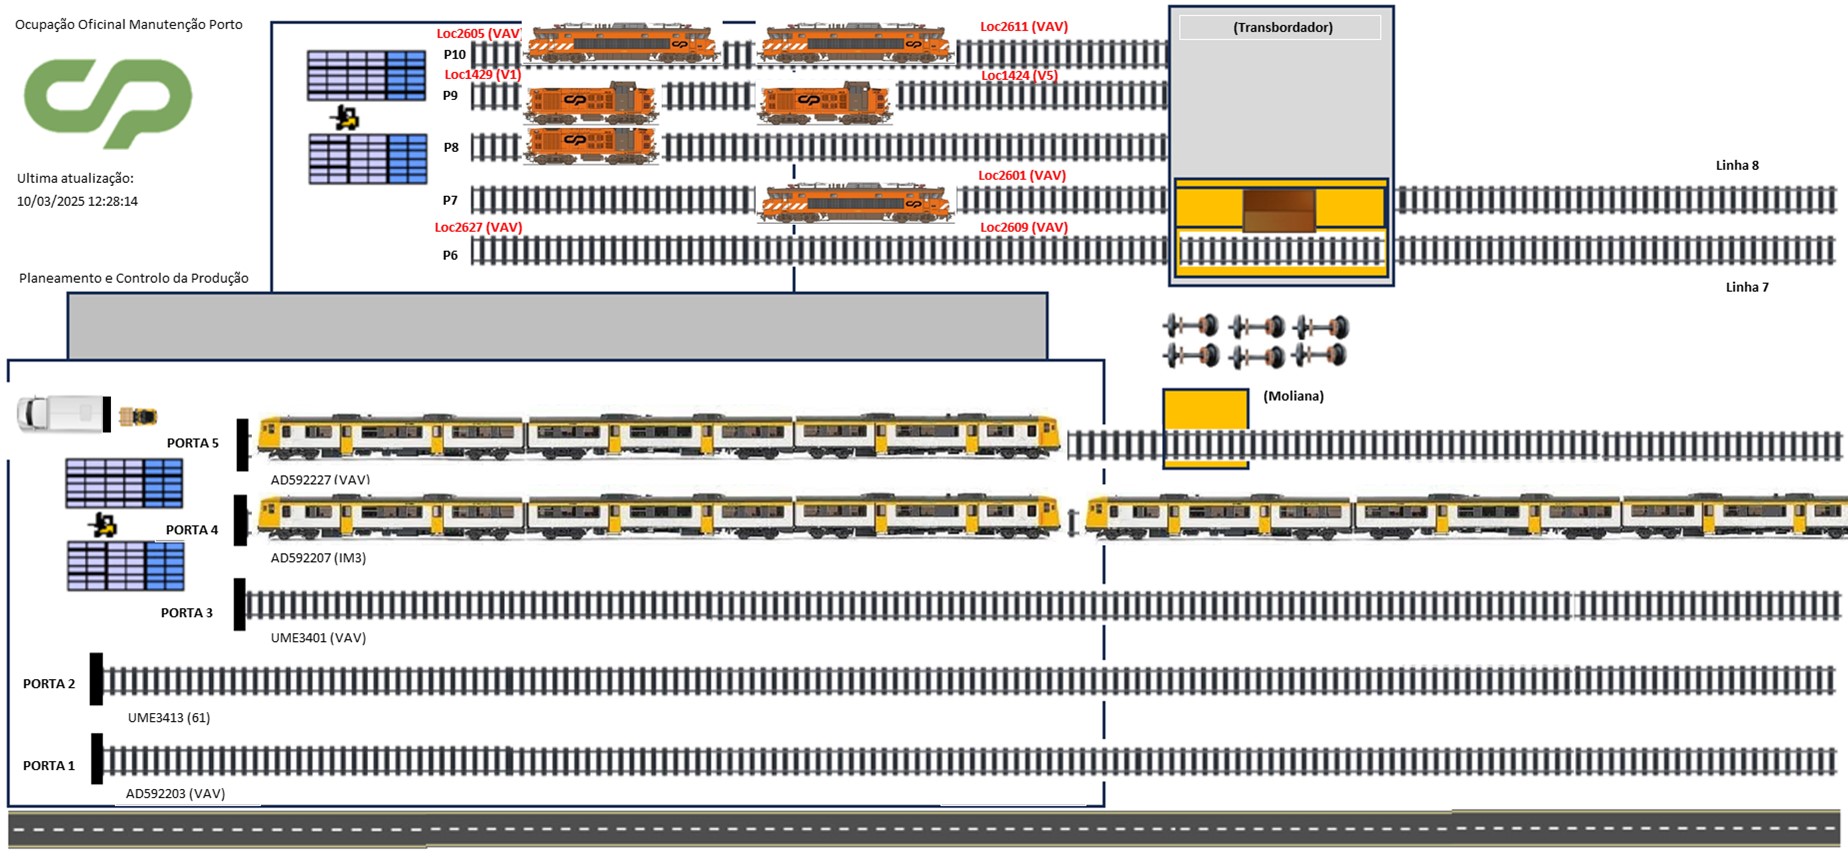 Ocupação Oficinal Manutenção Porto
Ultima atualização:
10/03/2025 12:28:14
Planeamento e Controlo da Produção
Loc2605 (VAV)
Loc2611 (VAV)
P10
Loc1429 (V1)
Loc1424 (V5)
P9
P8
Loc2601 (VAV)
P7
Loc2627 (VAV)
Loc2609 (VAV)
P6
(Transbordador)
Linha 8
Linha 7
(Moliana)
PORTA 5
AD592227 (VAV)
PORTA 4
AD592207 (IM3)
PORTA 3
UME3401 (VAV)
PORTA 2
UME3413 (61)
PORTA 1
AD592203 (VAV)